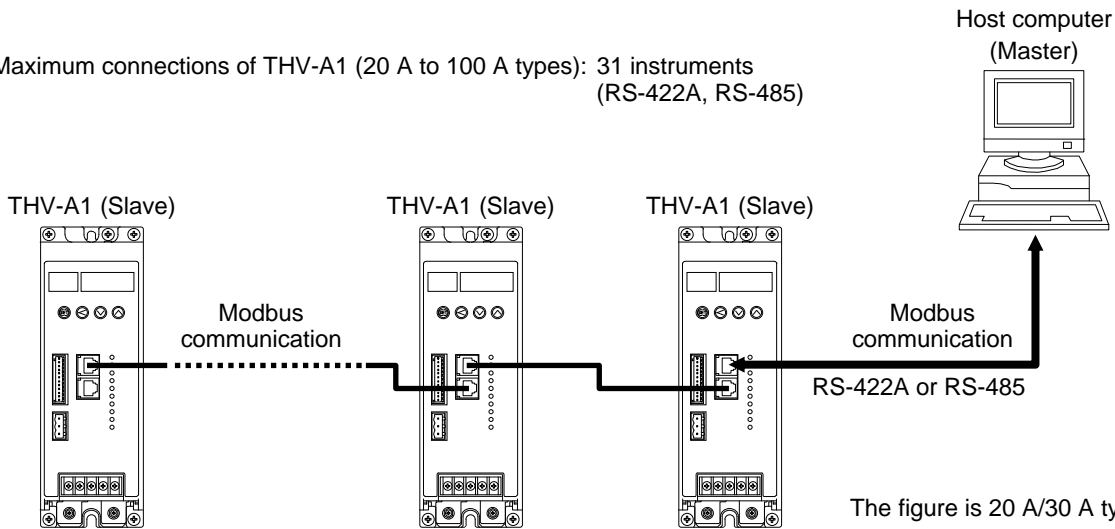 Host computer
(Master)
Maximum connections of THV-A1 (20 A to 100 A types): 31 instruments
(RS-422A, RS-485)
THV-A1 (Slave)
THV-A1 (Slave)
THV-A1 (Slave)
Modbus
communication
Modbus
communication
RS-422A or RS-485
The figure is 20 A/30 A